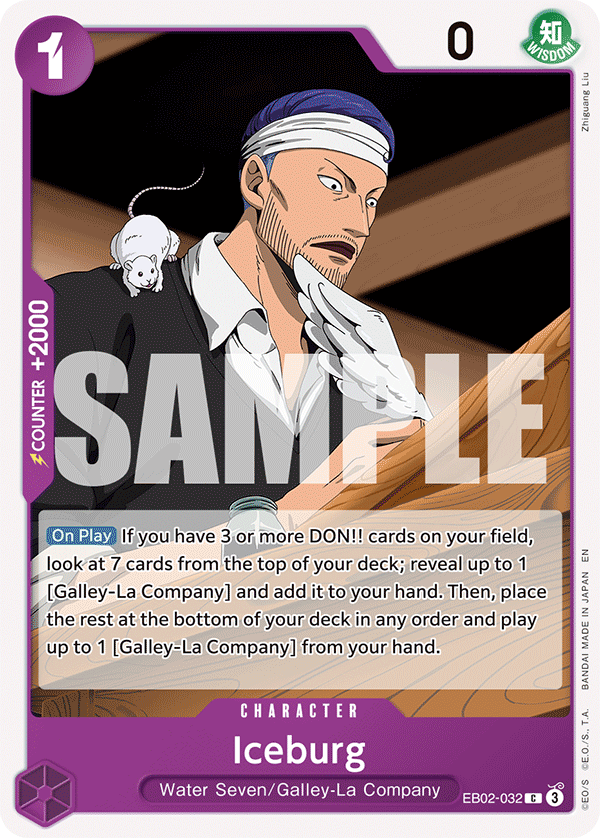 1
0
知
WISDOM
Zhiguang Liu
COUNTER +2000
SAMPLE
On Play If you have 3 or more DON!! cards on your field,
look at 7 cards from the top of your deck; reveal up to 1
[Galley-La Company] and add it to your hand. Then, place
the rest at the bottom of your deck in any order and play
up to 1 [Galley-La Company] from your hand.
CHARACTER
Iceburg
Water Seven/Galley-La Company
EB02-032 C 3
©EO/S ©E.O./S., T.A. BANDAI MADE IN JAPAN EN